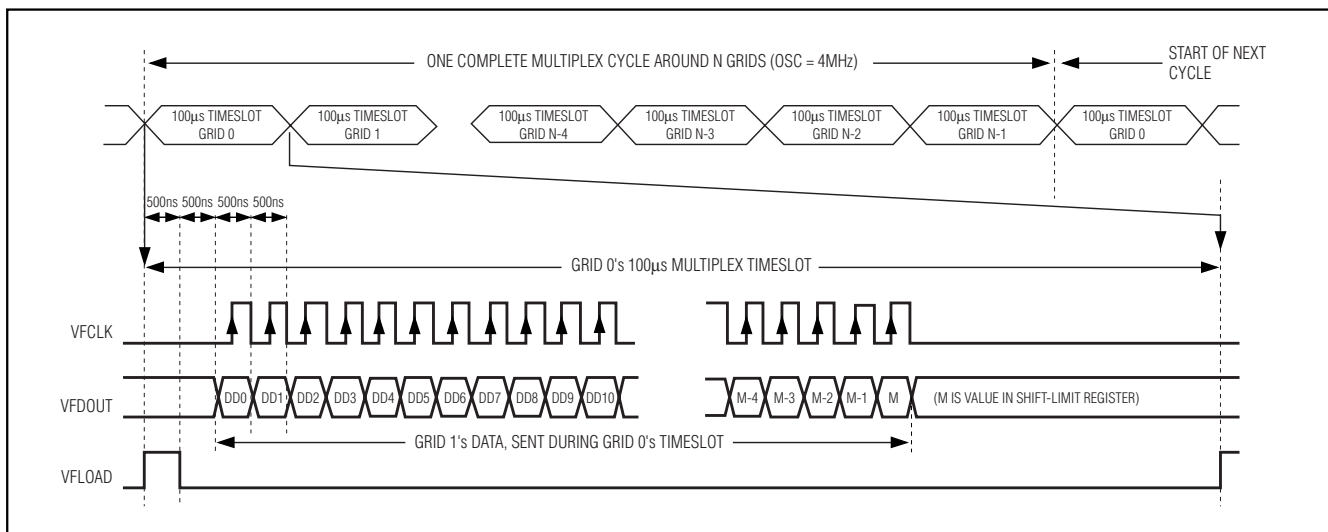 ONE COMPLETE MULTIPLEX CYCLE AROUND N GRIDS (OSC = 4MHz)
START OF NEXT
CYCLE
100µs TIMESLOT
GRID 0
100µs TIMESLOT
GRID 1
100µs TIMESLOT
GRID N-4
100µs TIMESLOT
GRID N-3
100µs TIMESLOT
GRID N-2
100µs TIMESLOT
GRID N-1
100µs TIMESLOT
GRID 0
500ns 500ns 500ns 500ns
GRID 0's 100µs MULTIPLEX TIMESLOT
VFCLK
VFDOUT
DD0 DD1 DD2 DD3 DD4 DD5 DD6 DD7 DD8 DD9 DD10 M-4 M-3 M-2 M-1 M (M IS VALUE IN SHIFT-LIMIT REGISTER)
GRID 1's DATA, SENT DURING GRID 0's TIMESLOT
VFLOAD